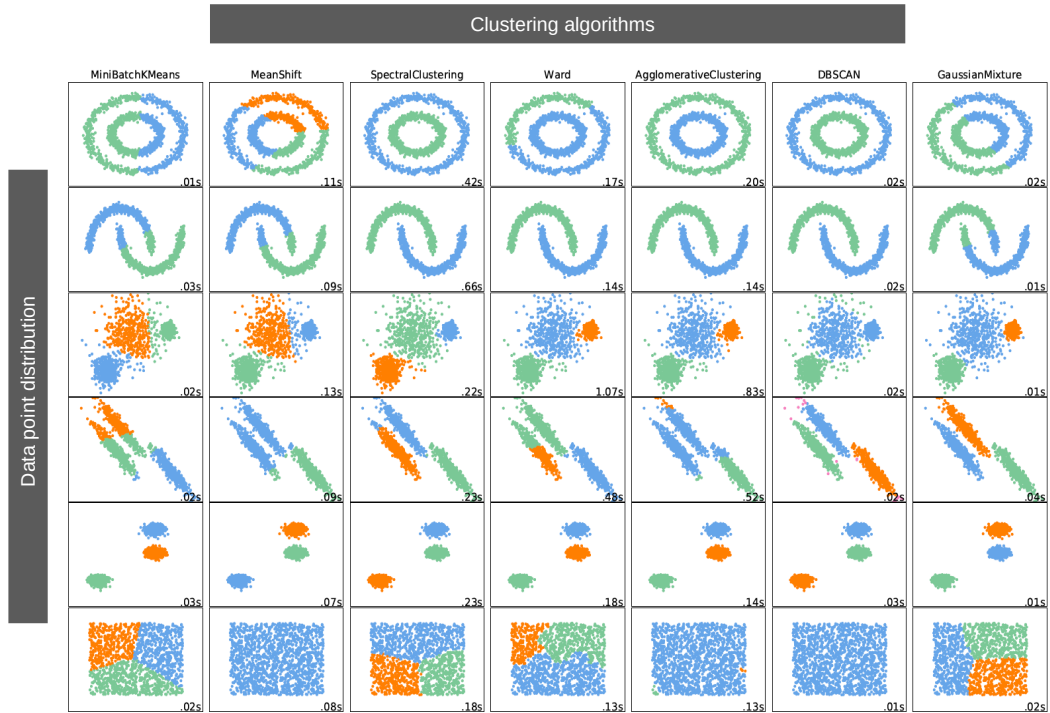 Clustering algorithms
MiniBatchKMeans MeanShift SpectralClustering Ward AgglomerativeClustering DBSCAN GaussianMixture
Data point distribution
.01s .11s .42s .17s .20s .02s .02s
.03s .09s .66s .14s .14s .02s .01s
.02s .13s .22s 1.07s .83s .02s .01s
.02s .09s .23s .48s .52s .02s .04s
.03s .07s .23s .18s .14s .03s .01s
.02s .08s .18s .13s .13s .01s .02s